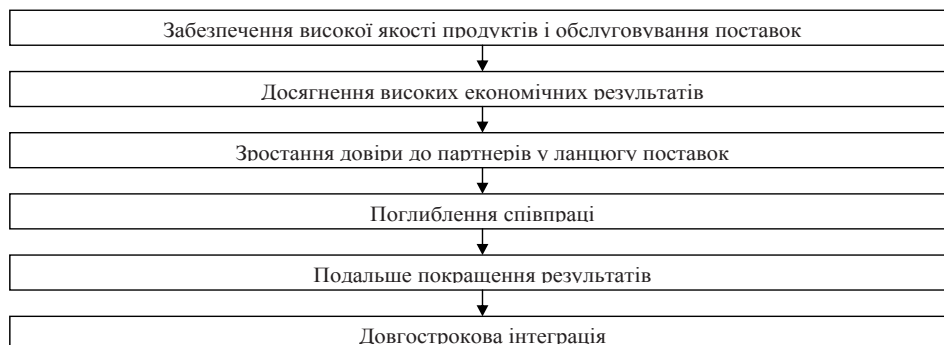 Забезпечення високої якості продуктів і обслуговування поставок
Досягнення високих економічних результатів
Зростання довіри до партнерів у ланцюгу поставок
Поглиблення співпраці
Подальше покращення результатів
Довгострокова інтеграція